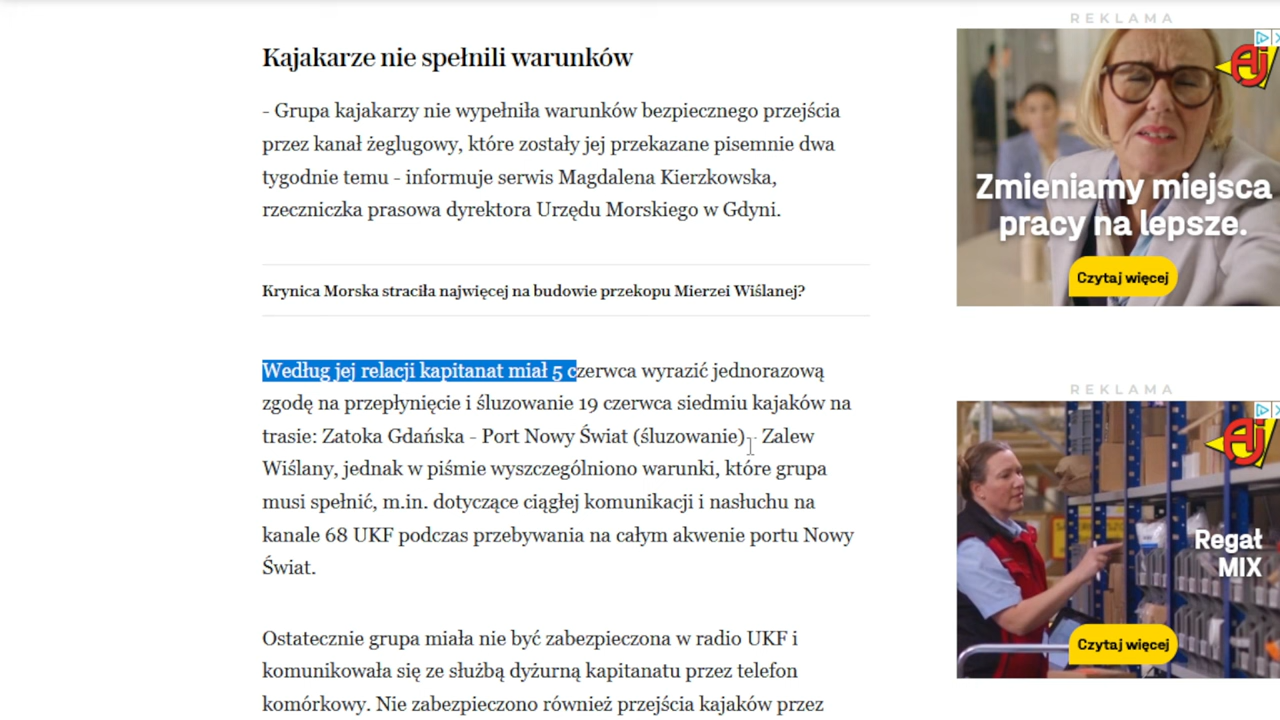 REKLAMA
Kajakarze nie spełnili warunków
- Grupa kajakarzy nie wypełniła warunków bezpiecznego przejścia
przez kanał żeglugowy, które zostały jej przekazane pisemnie dwa
tygodnie temu - informuje serwis Magdalena Kierzkowska,
rzeczniczka prasowa dyrektora Urzędu Morskiego w Gdyni.
Krynica Morska straciła najwięcej na budowie przekopu Mierzei Wiślanej?
Według jej relacji kapitanat miał 5 czerwca wyrazić jednorazową
zgodę na przepłynięcie i śluzowanie 19 czerwca siedmiu kajaków na
trasie: Zatoka Gdańska - Port Nowy Świat (śluzowanie) - Zalew
Wiślany, jednak w piśmie wyszczególniono warunki, które grupa
musi spełnić, m.in. dotyczące ciągłej komunikacji i nasłuchu na
kanale 68 UKF podczas przebywania na całym akwenie portu Nowy
Świat.
Ostatecznie grupa miała nie być zabezpieczona w radio UKF i
komunikowała się ze służbą dyżurną kapitanatu przez telefon
komórkowy. Nie zabezpieczono również przejścia kajaków przez
Aj
Zmieniamy miejsca
pracy na lepsze.
Czytaj więcej
REKLAMA
Aj
Regał
MIX
Czytaj więcej